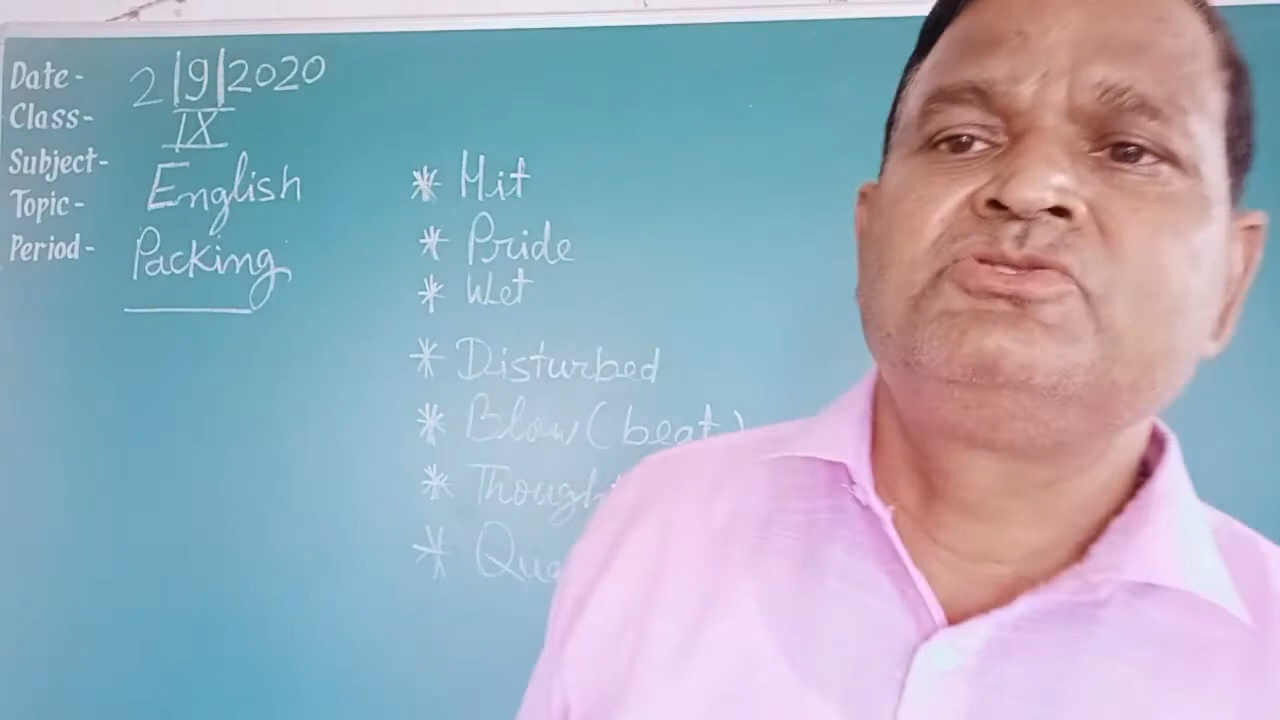 Date- 2|9|2020
Class- IX
Subject- English
Topic- Packing
Period-
* Hit
* Pride
* Wet
* Disturbed
* Blow (beat)